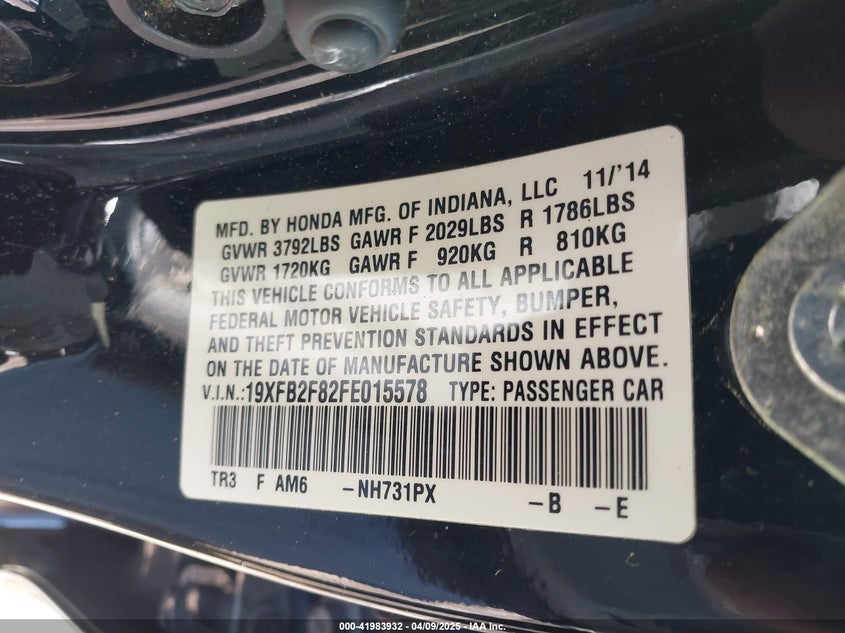 MFD. BY HONDA MFG. OF INDIANA, LLC 11/'14
GVWR 3792LBS GAWR F 2029LBS R 1786LBS
GVWR 1720KG GAWR F 920KG R 810KG
THIS VEHICLE CONFORMS TO ALL APPLICABLE
FEDERAL MOTOR VEHICLE SAFETY, BUMPER,
AND THEFT PREVENTION STANDARDS IN EFFECT
ON THE DATE OF MANUFACTURE SHOWN ABOVE.
V.I.N.:19XFB2F82FE015578 TYPE: PASSENGER CAR
TR3 F AM6 -NH731PX -B -E
000-41983932 - 04/09/2025 - IAA Inc.